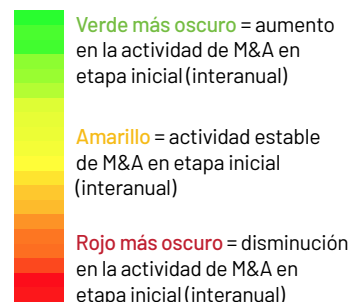 Verde más oscuro = aumento
en la actividad de M&A en
etapa inicial (interanual)
Amarillo = actividad estable
de M&A en etapa inicial
(interanual)
Rojo más oscuro = disminución
en la actividad de M&A en
etapa inicial (interanual)